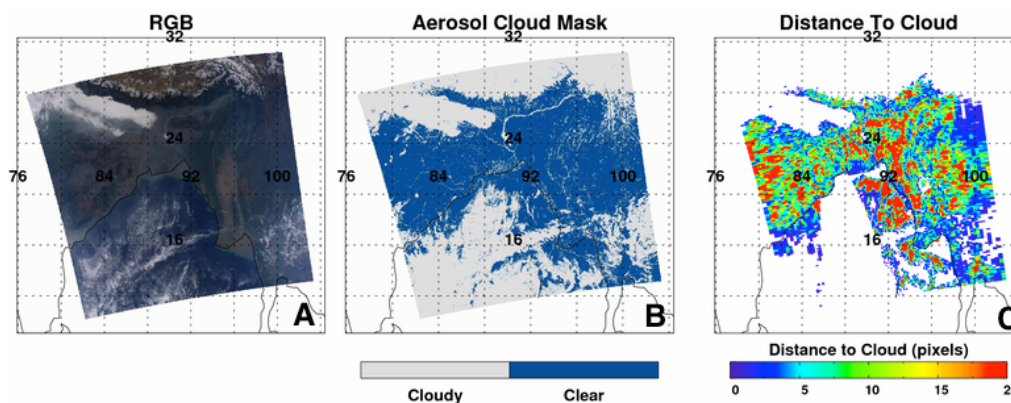 RGB
32
24
76
84
92
100
16
A
Aerosol Cloud Mask
32
24
76
84
92
100
16
B
Cloudy
Clear
Distance To Cloud
32
24
76
84
92
100
16
C
Distance to Cloud (pixels)
0
5
10
15